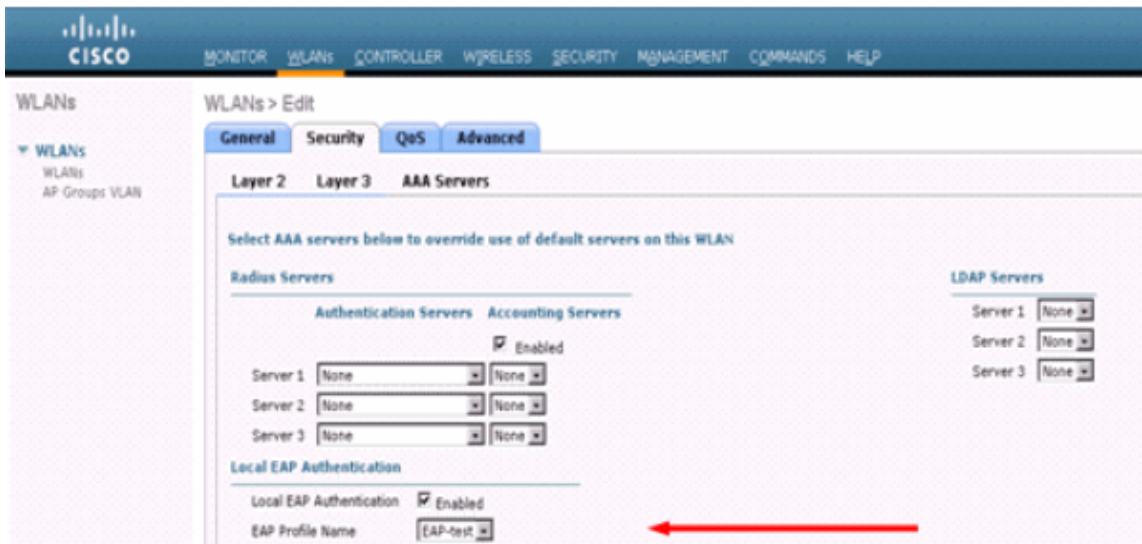 CISCO
MONITOR WLANs CONTROLLER WIRELESS SECURITY MANAGEMENT COMMANDS HELP
WLANs
WLANs
WLANs
AP Groups VLAN
WLANs > Edit
General Security QoS Advanced
Layer 2 Layer 3 AAA Servers
Select AAA servers below to override use of default servers on this WLAN
Radius Servers
Authentication Servers Accounting Servers
Enabled
Server 1 None None
Server 2 None None
Server 3 None None
LDAP Servers
Server 1 None
Server 2 None
Server 3 None
Local EAP Authentication
Local EAP Authentication Enabled
EAP Profile Name EAP-test